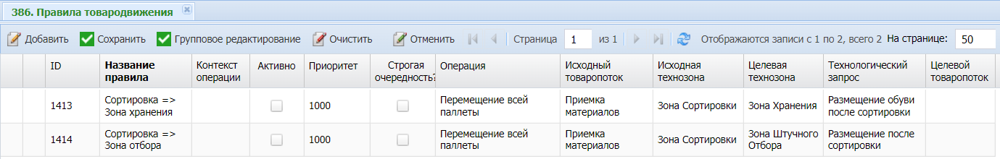 386. Правила товародвижения
Добавить Сохранить Групповое редактирование Очистить Отменить Страница 1 из 1 Отображаются записи с 1 по 2, всего 2 На странице: 50
ID Название правила Контекст операции Активно Приоритет Строгая очередность? Операция Исходный товаропоток Исходная технозона Целевая технозона Технологический запрос Целевой товаропоток
1413 Сортировка => Зона хранения 1000 Перемещение всей паллеты Приемка материалов Зона Сортировки Зона Хранения Размещение обуви после сортировки
1414 Сортировка => Зона отбора 1000 Перемещение всей паллеты Приемка материалов Зона Сортировки Зона Штучного Отбора Размещение после сортировки